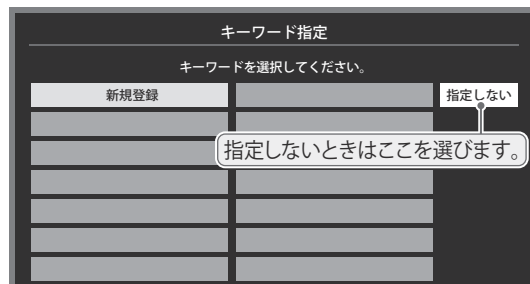 キーワード指定
キーワードを選択してください。
新規登録
指定しない
指定しないときはここを選びます。